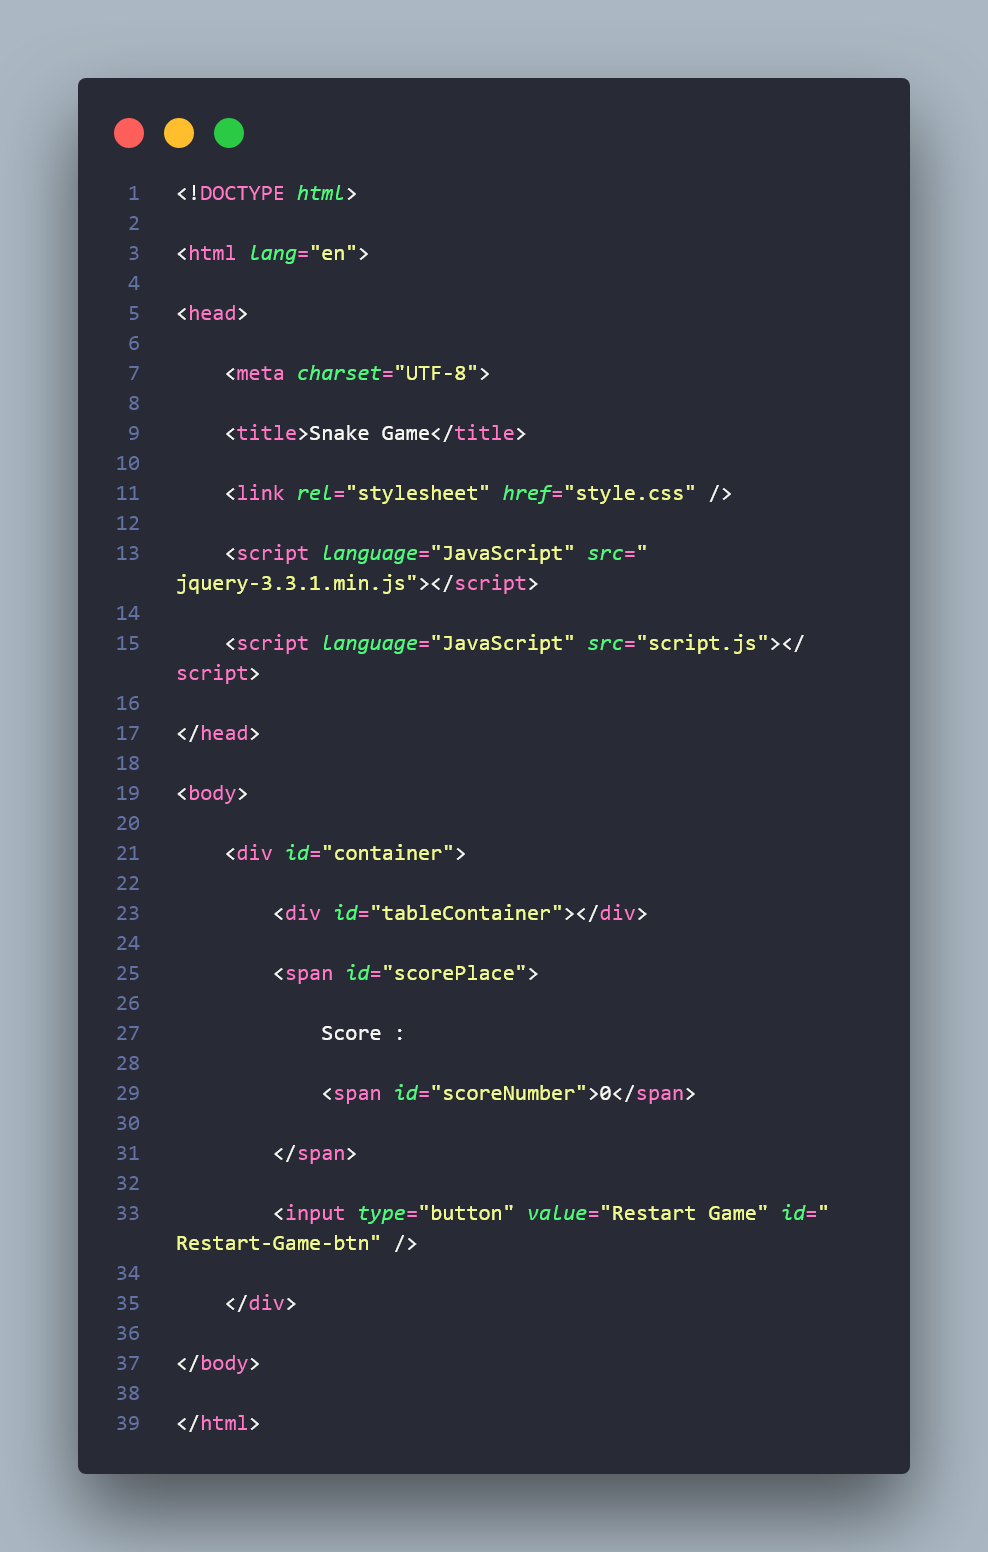 1 <!DOCTYPE html>
2
3 <html lang="en">
4
5 <head>
6
7     <meta charset="UTF-8">
8
9     <title>Snake Game</title>
10
11     <link rel="stylesheet" href="style.css" />
12
13     <script language="JavaScript" src="
jquery-3.3.1.min.js"></script>
14
15     <script language="JavaScript" src="script.js"></
script>
16
17 </head>
18
19 <body>
20
21     <div id="container">
22
23         <div id="tableContainer"></div>
24
25         <span id="scorePlace">
26
27             Score :
28
29             <span id="scoreNumber">0</span>
30
31         </span>
32
33         <input type="button" value="Restart Game" id="
Restart-Game-btn" />
34
35     </div>
36
37 </body>
38
39 </html>